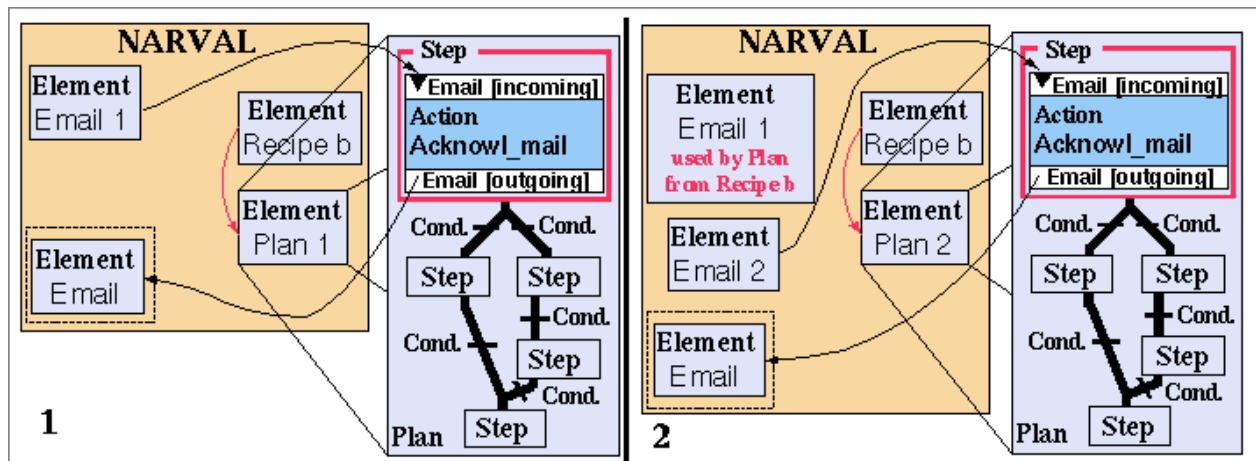 NARVAL
Element
Email 1
Element
Recipe b
Element
Plan 1
Element
Email
1
Step
Email [incoming]
Action
Acknowl_mail
Email [outgoing]
Cond.
Cond.
Step
Step
Cond.
Cond.
Step
Cond.
Step
Plan
NARVAL
Element
Email 1
used by Plan
from Recipe b
Element
Recipe b
Element
Email 2
Element
Plan 2
Element
Email
2
Step
Email [incoming]
Action
Acknowl_mail
Email [outgoing]
Cond.
Cond.
Step
Step
Cond.
Cond.
Step
Cond.
Step
Plan